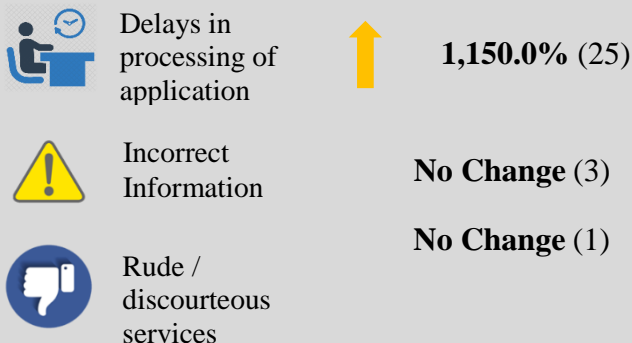 Delays in
processing of
application
1,150.0% (25)
Incorrect
Information
No Change (3)
No Change (1)
Rude /
discourteous
services